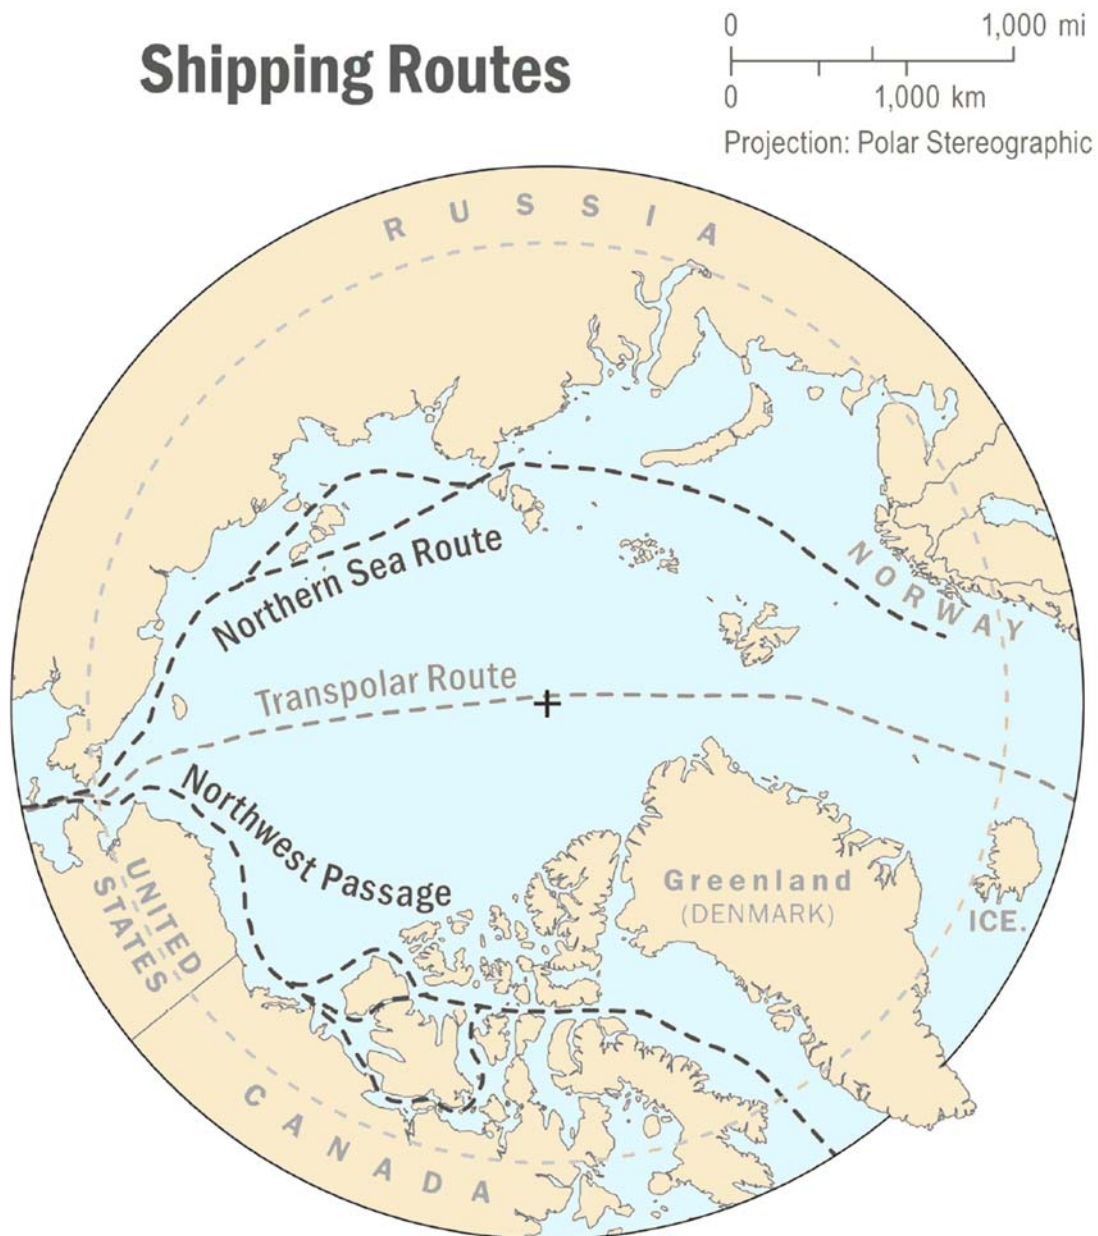 Shipping Routes
0 1,000 mi
0 1,000 km
Projection: Polar Stereographic
RUSSIA
NORWAY
Northern Sea Route
Transpolar Route
Northwest Passage
UNITED
STATES
Greenland
(DENMARK)
ICE.
CANADA